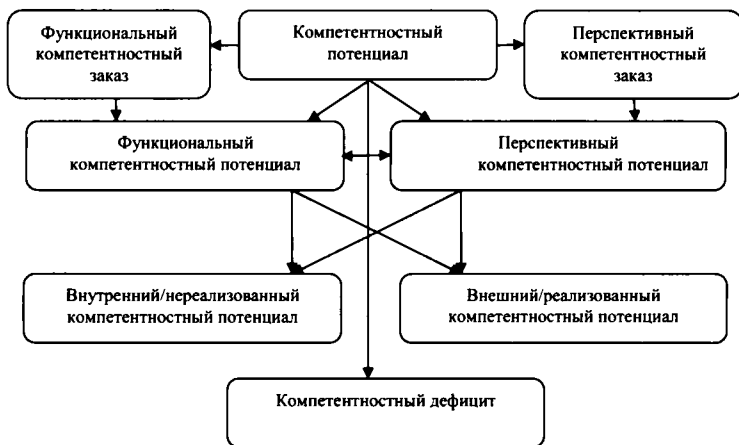 Функциональный
компетентностный
заказ
Компетентностный
потенциал
Перспективный
компетентностный
заказ
Функциональный
компетентностный потенциал
Перспективный
компетентностный потенциал
Внутренний/нереализованный
компетентностный потенциал
Внешний/реализованный
компетентностный потенциал
Компетентностный дефицит